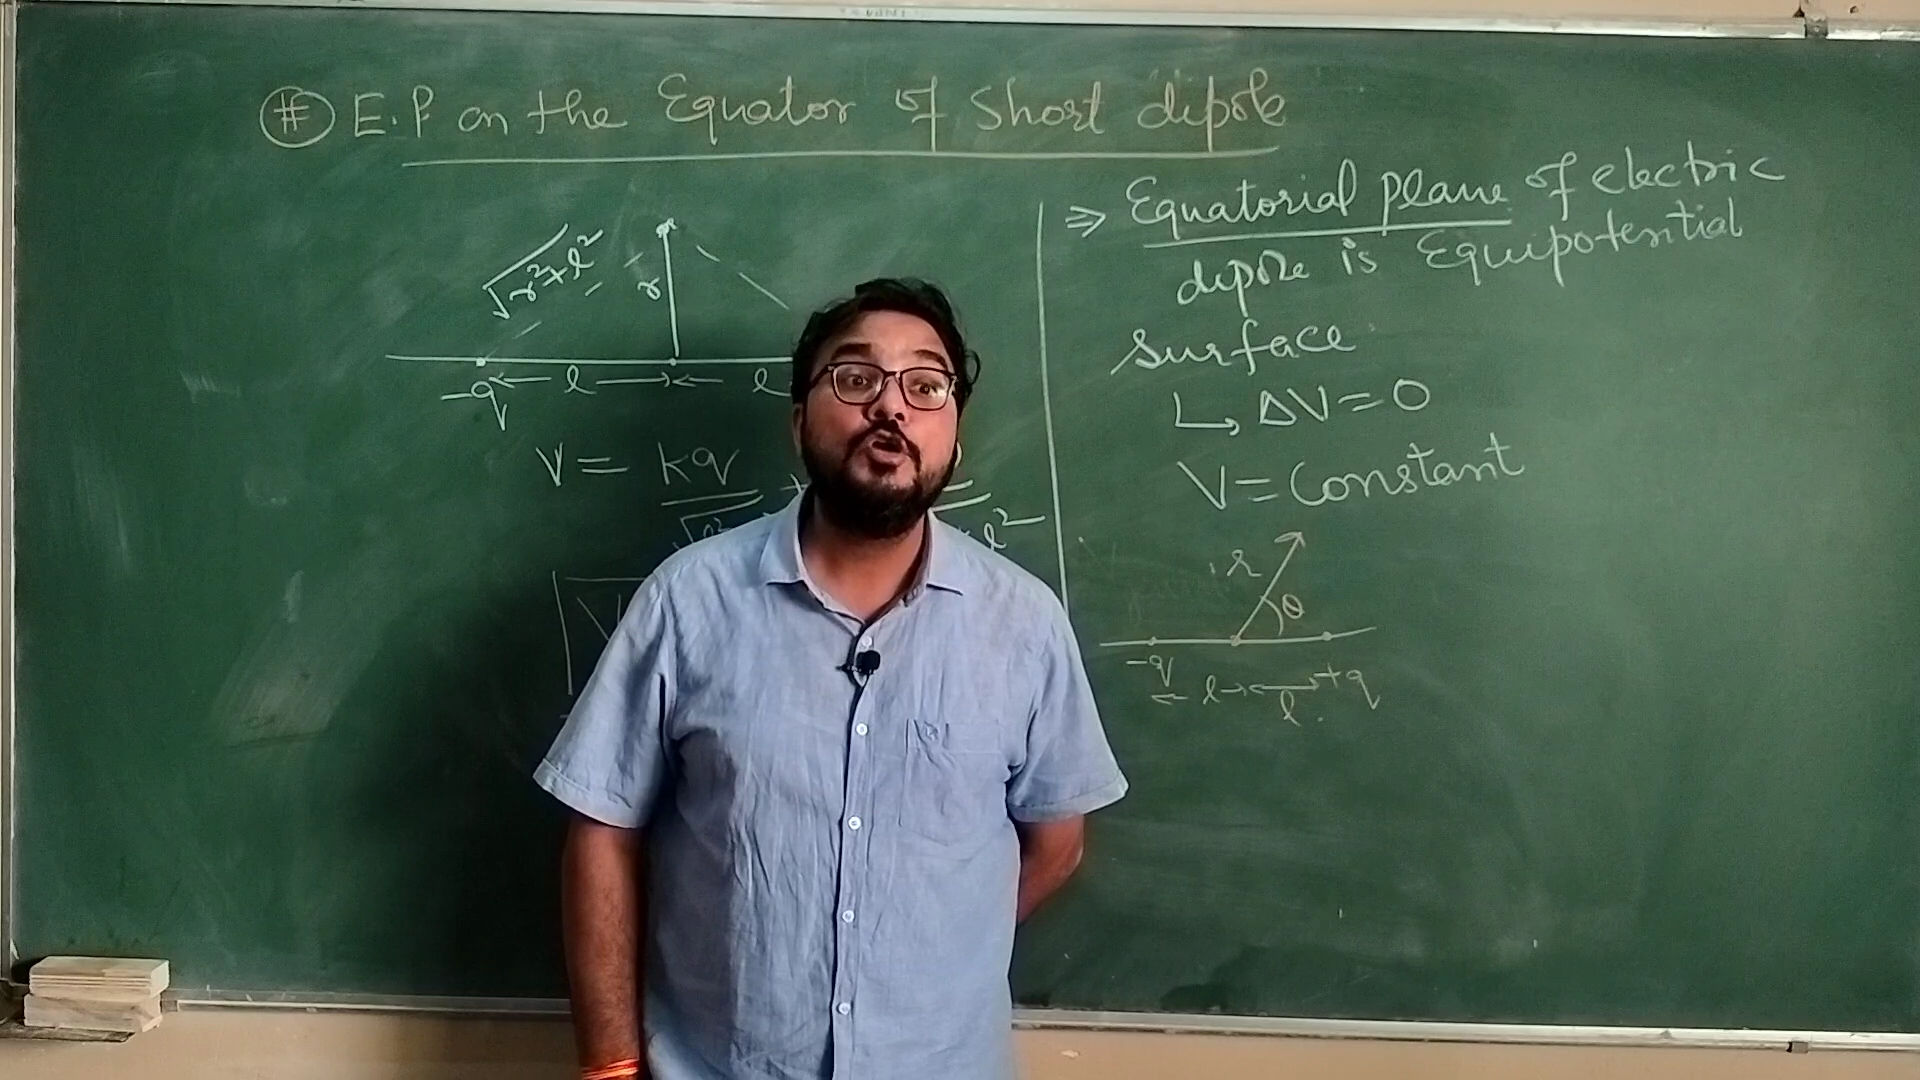 # E.P on the Equator of Short dipole
√r²+l²
r
-q l l
V = kq +
l²
V
⇒ Equatorial plane of electric
dipole is Equipotential
surface
↳ ΔV=0
V=Constant
r
θ
-q +q
l l